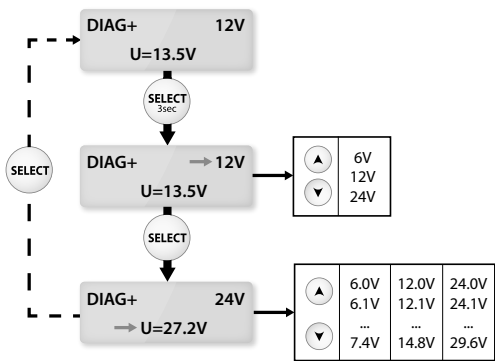 DIAG+ 12V
U=13.5V
SELECT
3sec
DIAG+ → 12V
U=13.5V
6V
12V
24V
SELECT
SELECT
DIAG+ 24V
→ U=27.2V
6.0V 12.0V 24.0V
6.1V 12.1V 24.1V
... ... ...
7.4V 14.8V 29.6V